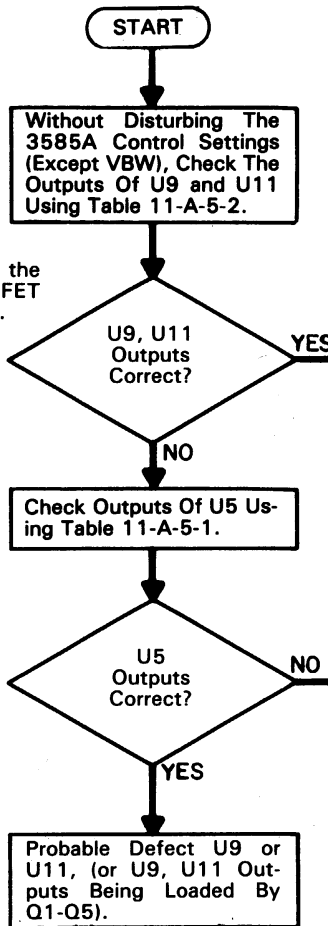 START
Without Disturbing The
3585A Control Settings
(Except VBW), Check The
Outputs Of U9 and U11
Using Table 11-A-5-2.
the
FET
.
U9, U11
Outputs
Correct?
YES
NO
Check Outputs Of U5 Us-
ing Table 11-A-5-1.
U5
Outputs
Correct?
NO
YES
Probable Defect U9 or
U11, (or U9, U11 Out-
puts Being Loaded By
Q1-Q5).